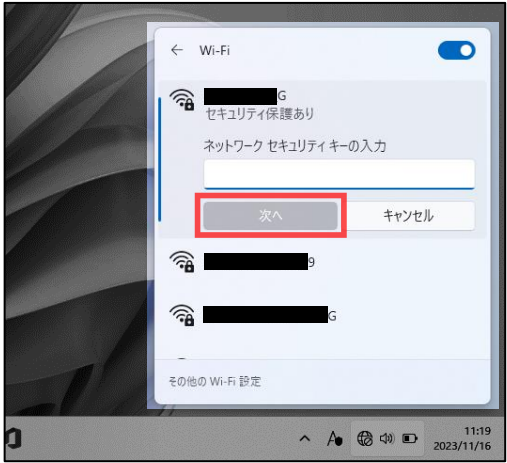 Wi-Fi
G
セキュリティ保護あり
ネットワーク セキュリティ キーの入力
次へ
キャンセル
9
G
その他の Wi-Fi 設定
A
11:19
2023/11/16